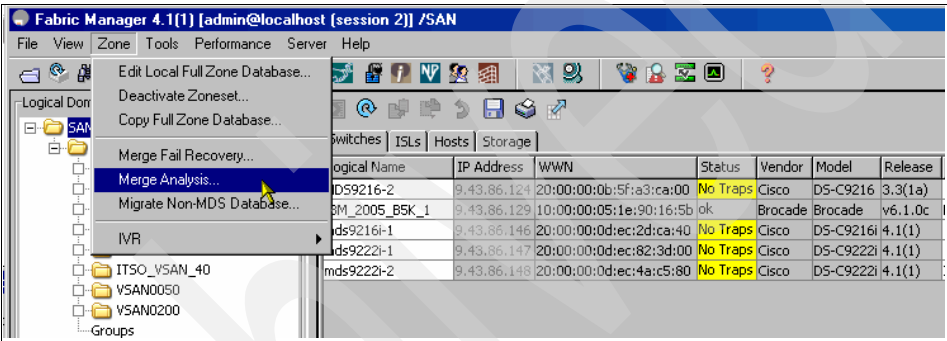 Fabric Manager 4.1(1) [admin@localhost (session 2)] /SAN
File View Zone Tools Performance Server Help
Edit Local Full Zone Database...
Deactivate Zoneset...
Copy Full Zone Database...
Merge Fail Recovery...
Merge Analysis...
Migrate Non-MDS Database...
IVR
Logical Dom
SAN
ITSO_VSAN_40
VSAN0050
VSAN0200
Groups
Switches ISLs Hosts Storage
ogical Name IP Address WWN Status Vendor Model Release
MDS9216-2 9.43.86.124 20:00:00:0b:5f:a3:ca:00 No Traps Cisco DS-C9216 3.3(1a)
BM_2005_B5K_1 9.43.86.129 10:00:00:05:1e:90:16:5b ok Brocade Brocade v6.1.0c
mds9216i-1 9.43.86.146 20:00:00:0d:ec:2d:ca:40 No Traps Cisco DS-C9216i 4.1(1)
mds9222i-1 9.43.86.147 20:00:00:0d:ec:82:3d:00 No Traps Cisco DS-C9222i 4.1(1)
mds9222i-2 9.43.86.148 20:00:00:0d:ec:4a:c5:80 No Traps Cisco DS-C9222i 4.1(1)